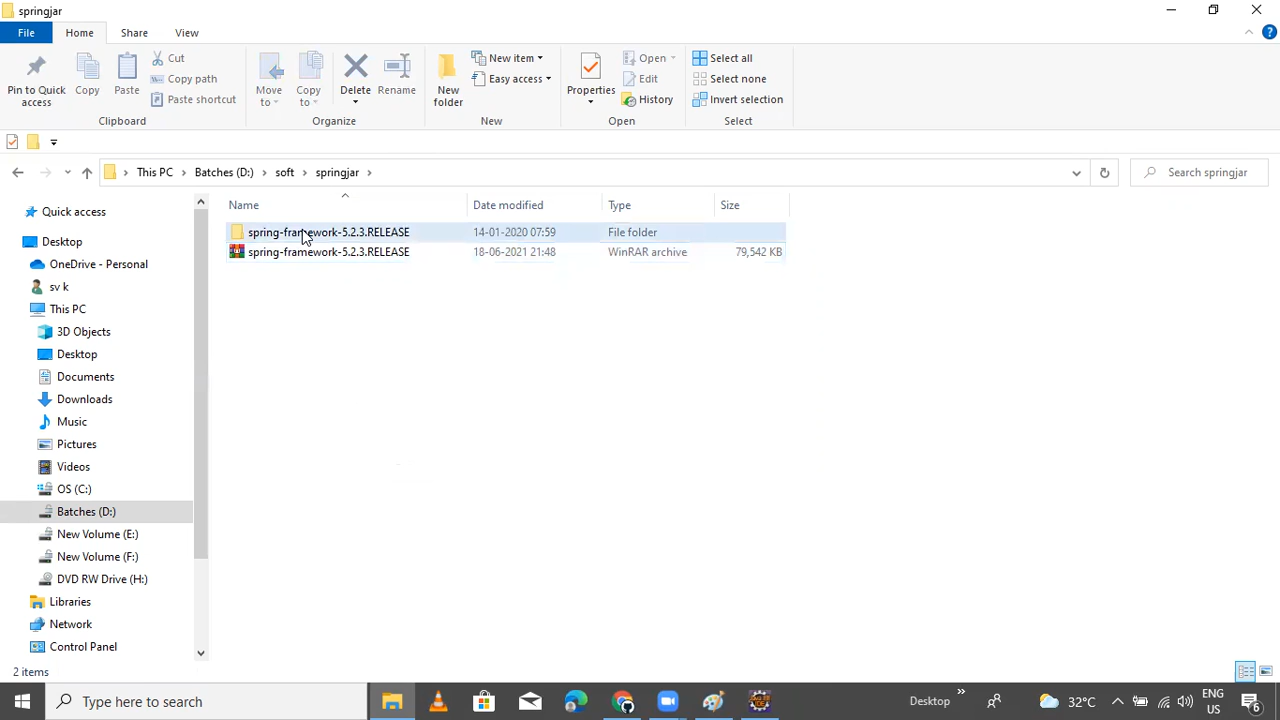 springjar
File Home Share View
Pin to Quick access
Copy
Paste
Cut
Copy path
Paste shortcut
Clipboard
Move to
Copy to
Delete
Rename
Organize
New folder
New item
Easy access
New
Properties
Open
Edit
History
Open
Select all
Select none
Invert selection
Select
This PC > Batches (D:) > soft > springjar >
Search springjar
Name Date modified Type Size
spring-framework-5.2.3.RELEASE 14-01-2020 07:59 File folder
spring-framework-5.2.3.RELEASE 18-06-2021 21:48 WinRAR archive 79,542 KB
Quick access
Desktop
OneDrive - Personal
sv k
This PC
3D Objects
Desktop
Documents
Downloads
Music
Pictures
Videos
OS (C:)
Batches (D:)
New Volume (E:)
New Volume (F:)
DVD RW Drive (H:)
Libraries
Network
Control Panel
2 items
Type here to search
Desktop
32°C
ENG
US
6